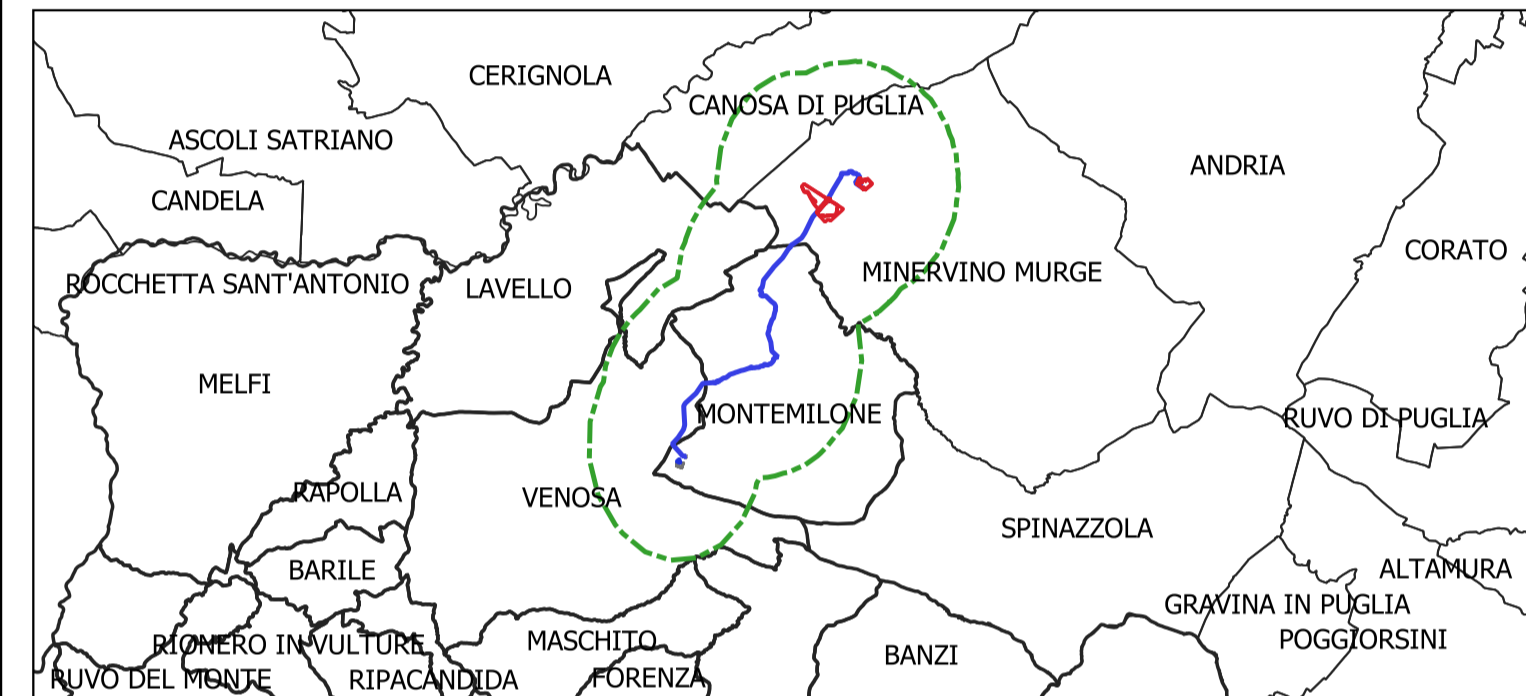 CERIGNOLA
CANOSA DI PUGLIA
ASCOLI SATRIANO
ANDRIA
CANDELA
CORATO
MINERVINO MURGE
ROCCHETTA SANT'ANTONIO
LAVELLO
MELFI
MONTEMILONE
RUVO DI PUGLIA
RAPOLLA
VENOSA
SPINAZZOLA
BARILE
ALTAMURA
GRAVINA IN PUGLIA
RIONERO IN VULTURE
MASCHITO
POGGIORSINI
BANZI
RUVO DEL MONTE
RIPACANDIDA
FORENZA